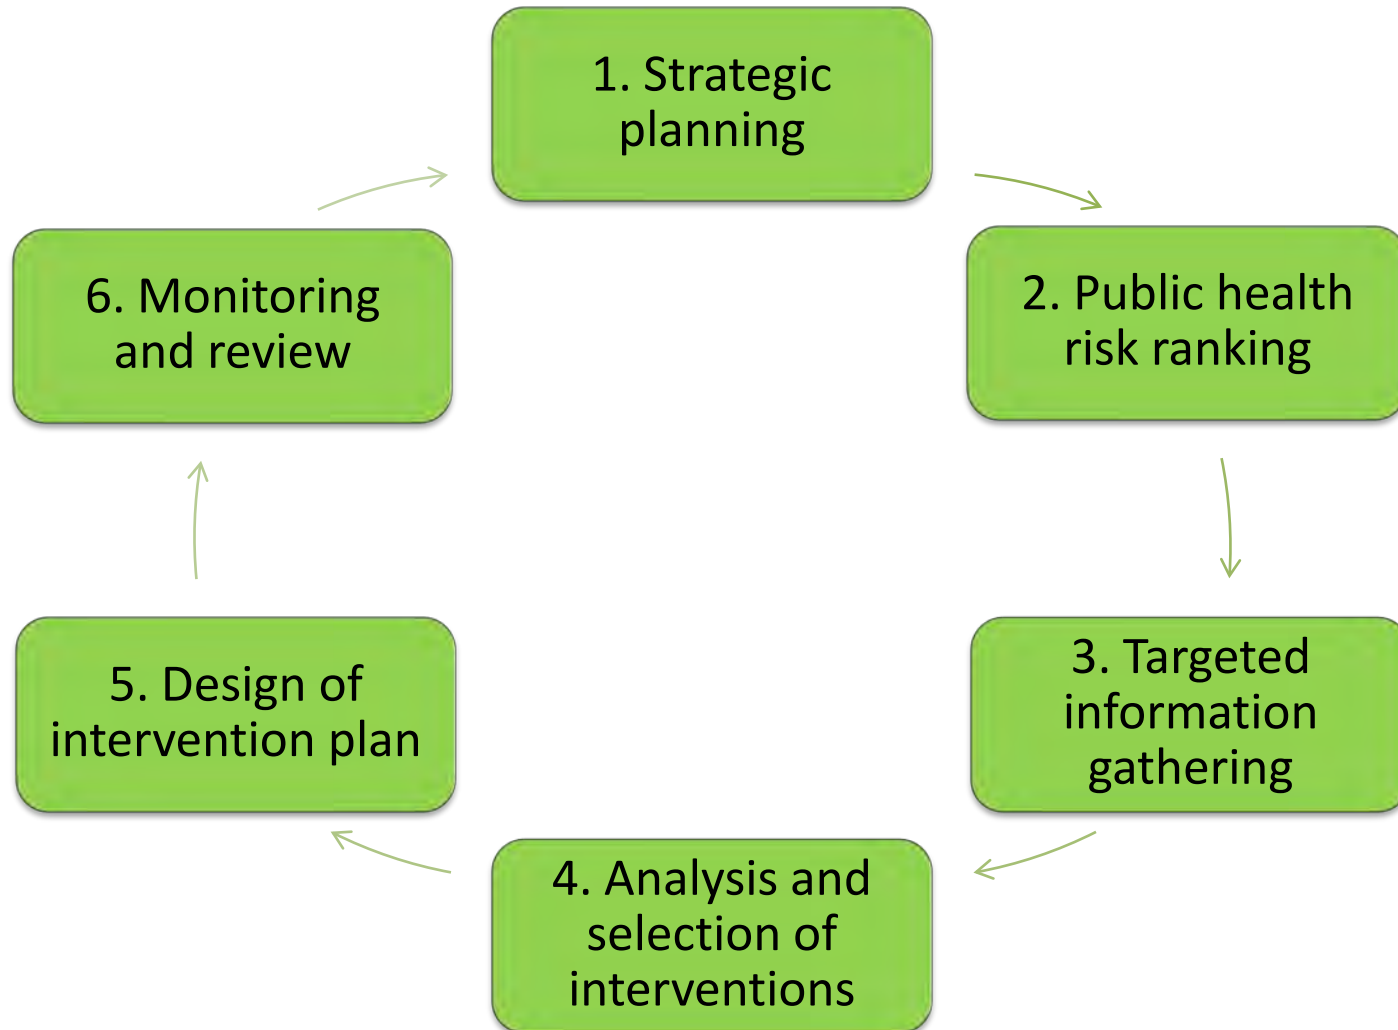 1. Strategic
planning
2. Public health
risk ranking
3. Targeted
information
gathering
4. Analysis and
selection of
interventions
5. Design of
intervention plan
6. Monitoring
and review